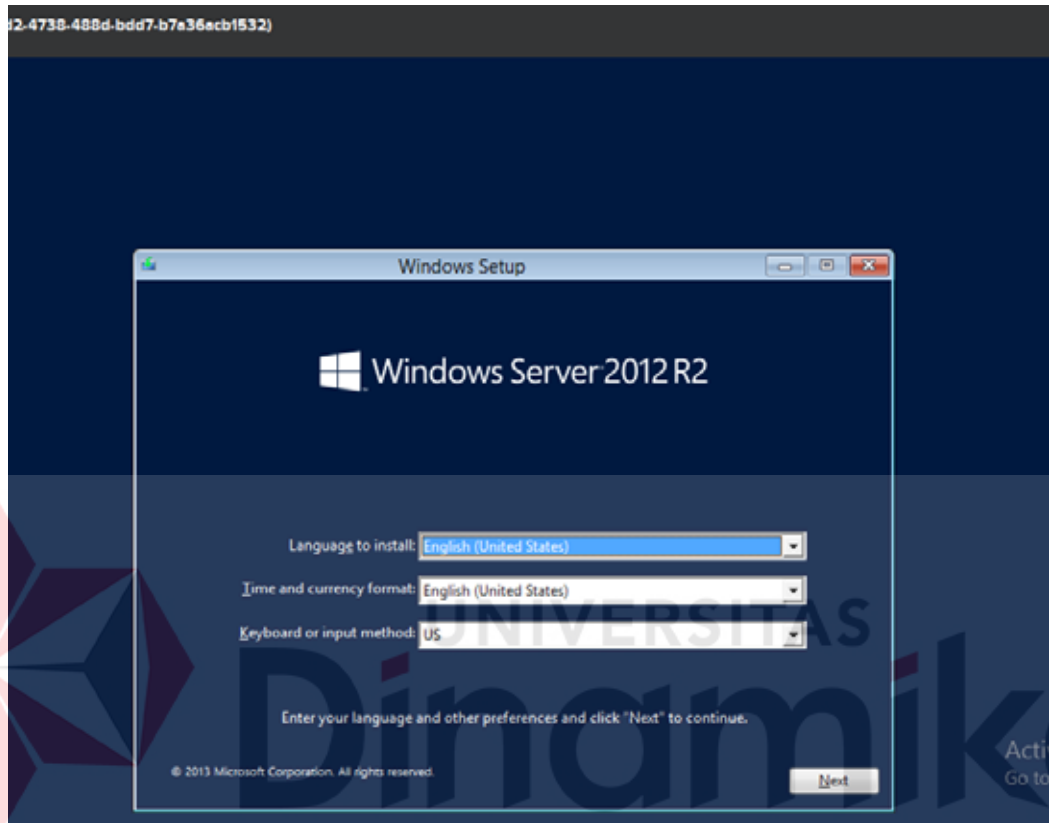 d2-4738-488d-bdd7-b7a36acb1532)
Windows Setup
Windows Server 2012 R2
Language to install: English (United States)
Time and currency format: English (United States)
Keyboard or input method: US
UNIVERSITAS
Dinamik
Enter your language and other preferences and click "Next" to continue.
© 2013 Microsoft Corporation. All rights reserved.
Next
Acti
Go to